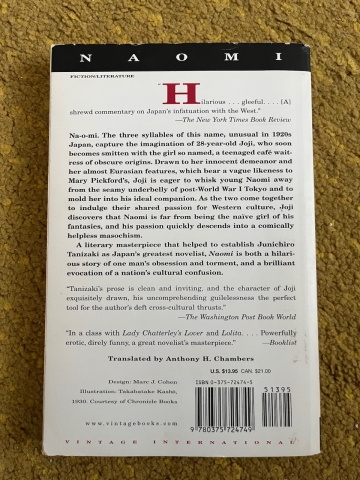 NAOMI
FICTION/LITERATURE
"Hilarious . . . gleeful. . . . [A]
shrewd commentary on Japan's infatuation with the West."
—The New York Times Book Review
Na-o-mi. The three syllables of this name, unusual in 1920s
Japan, capture the imagination of 28-year-old Joji, who soon
becomes smitten with the girl so named, a teenaged café wait-
ress of obscure origins. Drawn to her innocent demeanor and
her almost Eurasian features, which bear a vague likeness to
Mary Pickford's, Joji is eager to whisk young Naomi away
from the seamy underbelly of post-World War I Tokyo and to
mold her into his ideal companion. As the two come together
to indulge their shared passion for Western culture, Joji
discovers that Naomi is far from being the naïve girl of his
fantasies, and his passion quickly descends into a comically
helpless masochism.
A literary masterpiece that helped to establish Junichiro
Tanizaki as Japan's greatest novelist, Naomi is both a hilari-
ous story of one man's obsession and torment, and a brilliant
evocation of a nation's cultural confusion.
"Tanizaki's prose is clean and inviting, and the character of Joji
exquisitely drawn, his uncomprehending guilelessness the perfect
tool for the author's deft cross-cultural thrusts."
—The Washington Post Book World
"In a class with Lady Chatterley's Lover and Lolita. . . . Powerfully
erotic, direly funny, a great novelist's masterpiece." —Booklist
Translated by Anthony H. Chambers
U.S. $13.95 CAN. $21.00
Design: Marc J. Cohen
Illustration: Takabatake Kashō,
1930. Courtesy of Chronicle Books
www.vintagebooks.com
ISBN 0-375-72474-5
51395
9 780375 724749
VINTAGE INTERNATIONAL